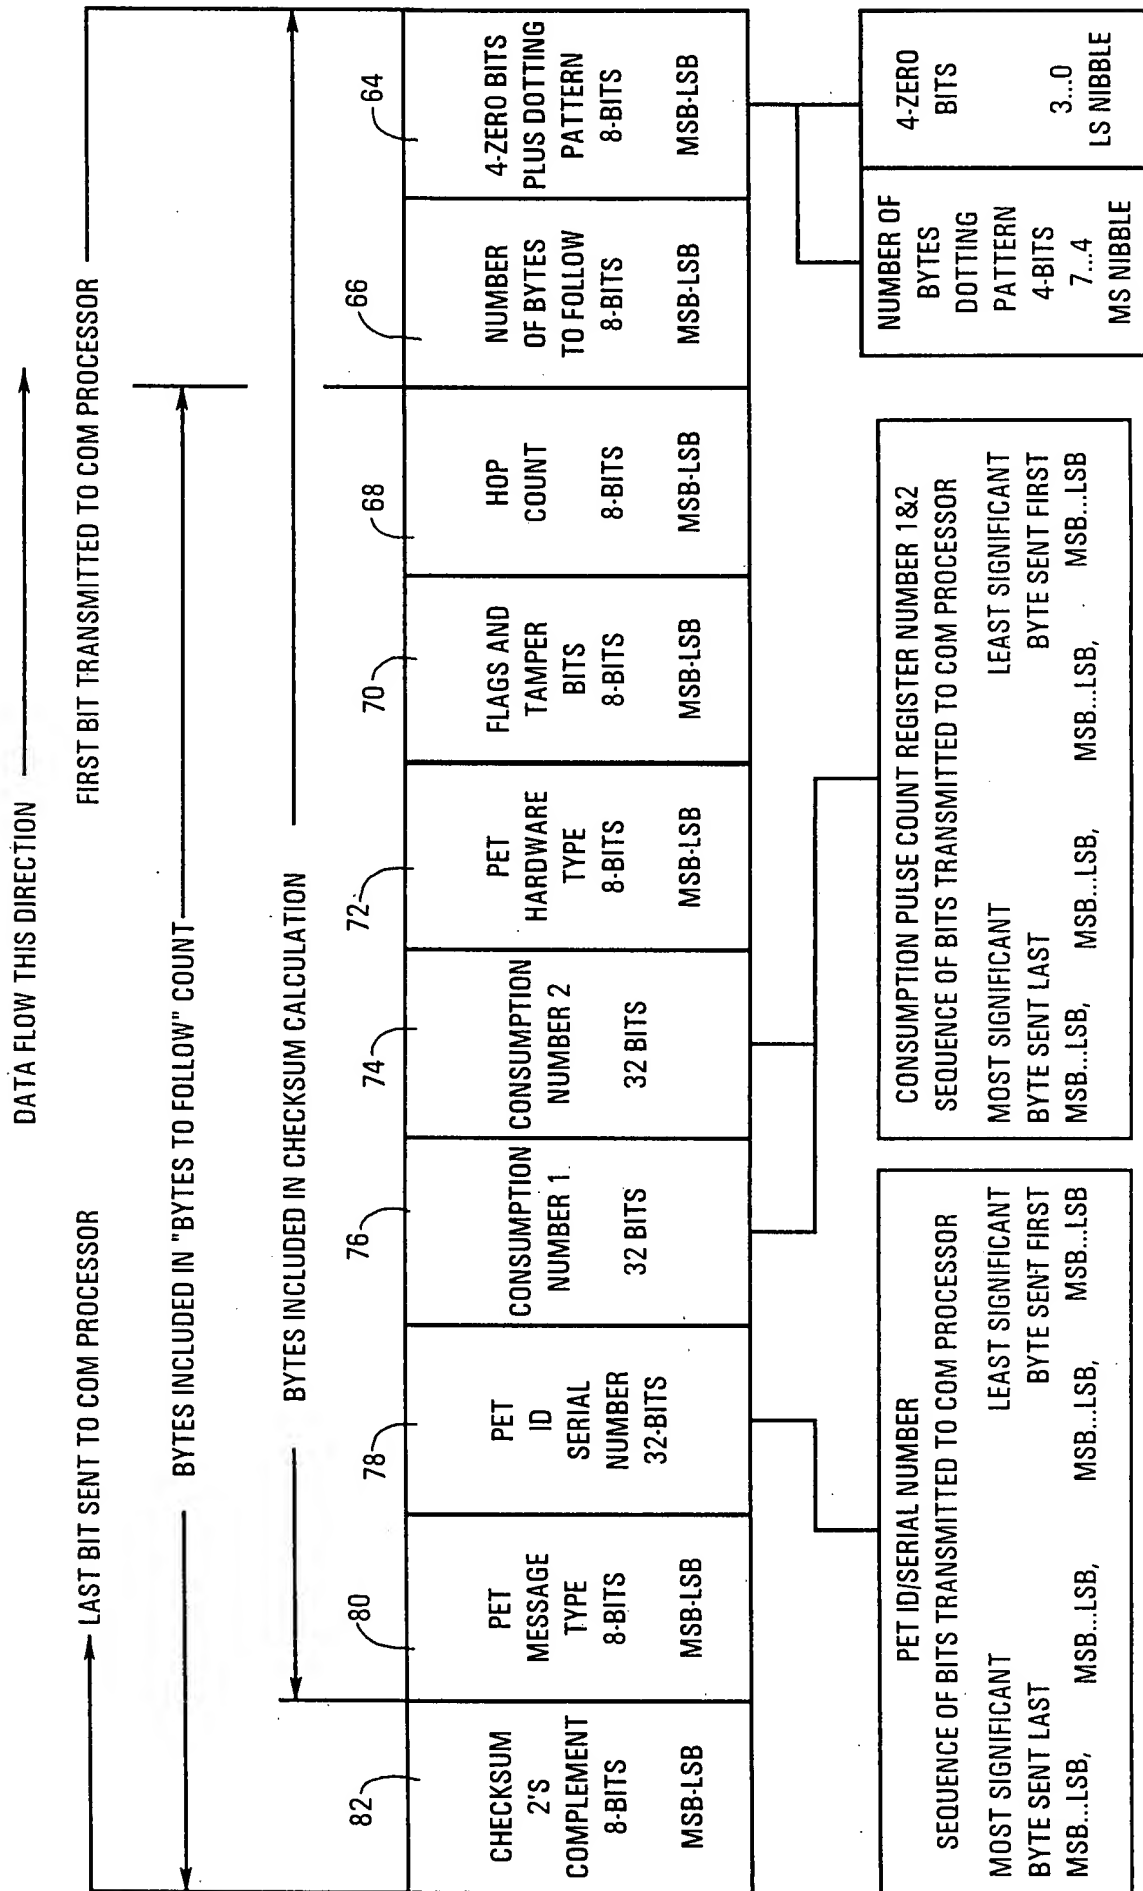 DATA FLOW THIS DIRECTION
LAST BIT SENT TO COM PROCESSOR
FIRST BIT TRANSMITTED TO COM PROCESSOR
BYTES INCLUDED IN "BYTES TO FOLLOW" COUNT
BYTES INCLUDED IN CHECKSUM CALCULATION
82
CHECKSUM
2'S
COMPLEMENT
8-BITS
MSB-LSB
80
PET
MESSAGE
TYPE
8-BITS
MSB-LSB
78
PET
ID
SERIAL
NUMBER
32-BITS
76
CONSUMPTION
NUMBER 1
32 BITS
74
CONSUMPTION
NUMBER 2
32 BITS
72
PET
HARDWARE
TYPE
8-BITS
MSB-LSB
70
FLAGS AND
TAMPER
BITS
8-BITS
MSB-LSB
68
HOP
COUNT
8-BITS
MSB-LSB
66
NUMBER
OF BYTES
TO FOLLOW
8-BITS
MSB-LSB
64
4-ZERO BITS
PLUS DOTTING
PATTERN
8-BITS
MSB-LSB
PET ID/SERIAL NUMBER
SEQUENCE OF BITS TRANSMITTED TO COM PROCESSOR
MOST SIGNIFICANT LEAST SIGNIFICANT
BYTE SENT LAST BYTE SENT FIRST
MSB...LSB, MSB...LSB, MSB...LSB, MSB...LSB
CONSUMPTION PULSE COUNT REGISTER NUMBER 1&2
SEQUENCE OF BITS TRANSMITTED TO COM PROCESSOR
MOST SIGNIFICANT LEAST SIGNIFICANT
BYTE SENT LAST BYTE SENT FIRST
MSB...LSB, MSB...LSB, MSB...LSB, MSB...LSB
NUMBER OF
BYTES
DOTTING
PATTERN
4-BITS
7...4
MS NIBBLE
4-ZERO
BITS
3...0
LS NIBBLE